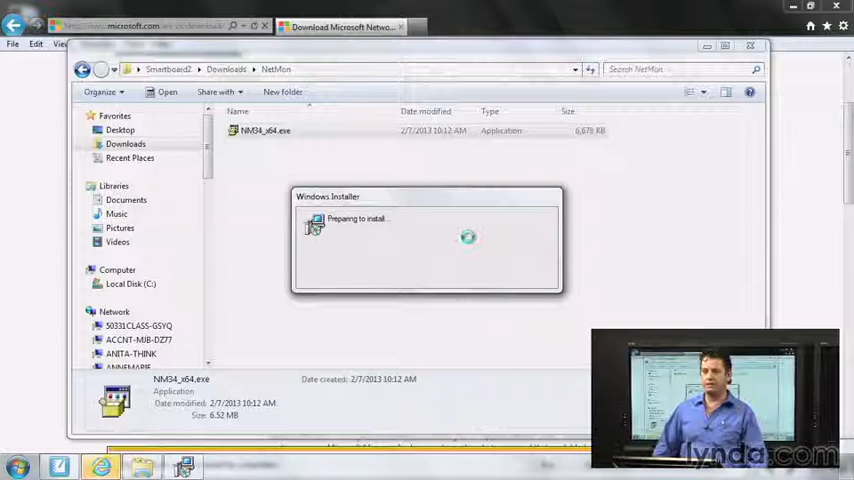 microsoft.com
Download Microsoft Netwo...
File Edit
Smartboard2 Downloads NetMon
Search NetMon
Organize Open Share with New folder
Name Date modified Type Size
NM34_x64.exe 2/7/2013 10:12 AM Application 6,678 KB
Favorites
Desktop
Downloads
Recent Places
Libraries
Documents
Music
Pictures
Videos
Computer
Local Disk (C:)
Network
50331CLASS-GSYQ
ACCNT-MJB-DZ77
ANITA-THINK
ANNEMARIE
Windows Installer
Preparing to install...
NM34_x64.exe Date created: 2/7/2013 10:12 AM
Application
Date modified: 2/7/2013 10:12 AM
Size: 6.52 MB
lynda.com